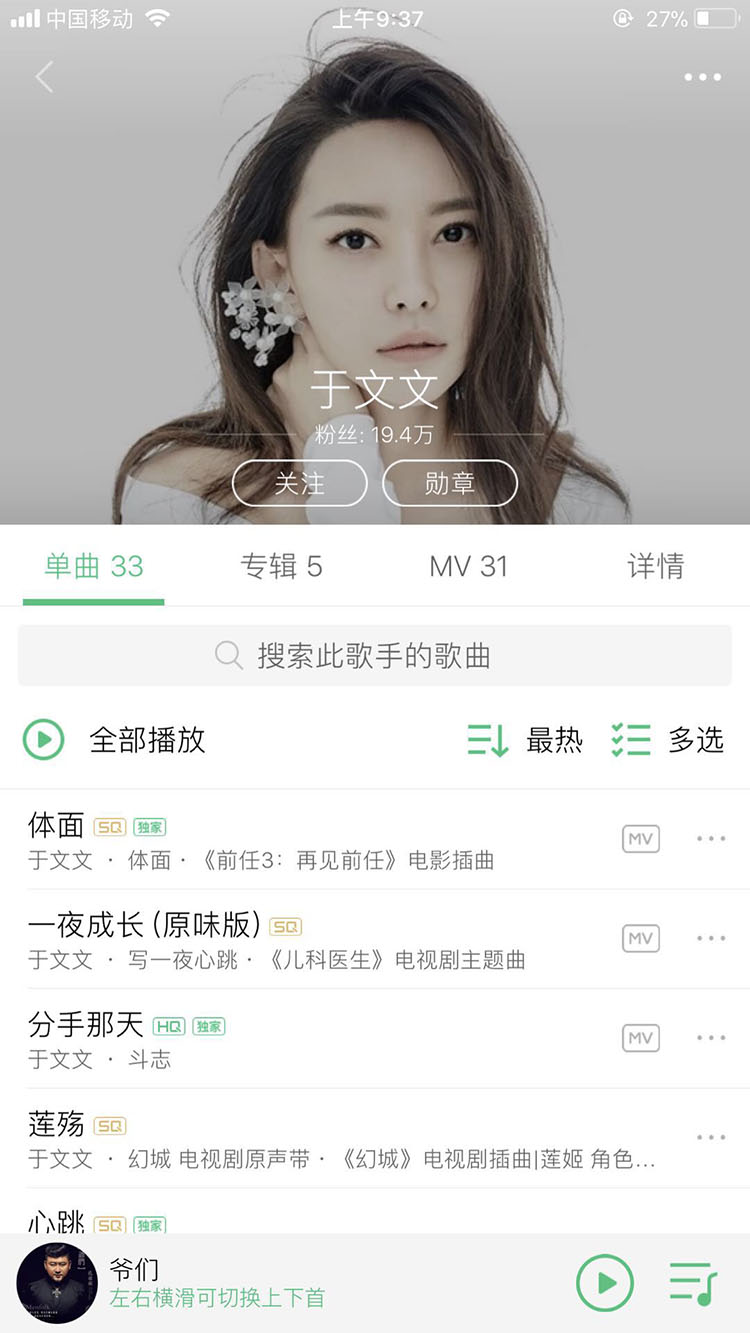 中国移动 上午9:37 27%
于文文
粉丝: 19.4万
关注 勋章
单曲 33 专辑 5 MV 31 详情
搜索此歌手的歌曲
全部播放 最热 多选
体面 SQ 独家
于文文 · 体面 · 《前任3：再见前任》电影插曲 MV
一夜成长（原味版） SQ
于文文 · 写一夜心跳 · 《儿科医生》电视剧主题曲 MV
分手那天 HQ 独家
于文文 · 斗志 MV
莲殇 SQ
于文文 · 幻城 电视剧原声带 · 《幻城》电视剧插曲|莲姬 角色...
心跳 SQ 独家
爷们
左右横滑可切换上下首